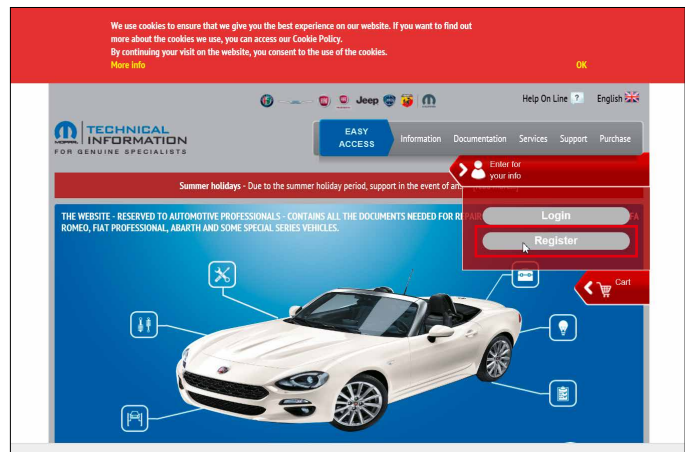 We use cookies to ensure that we give you the best experience on our website. If you want to find out
more about the cookies we use, you can access our Cookie Policy.
By continuing your visit on the website, you consent to the use of the cookies.
More info
OK
Jeep
Help On Line ?
English
MOPAR
TECHNICAL
INFORMATION
FOR GENUINE SPECIALISTS
EASY
ACCESS
Information
Documentation
Services
Support
Purchase
Enter for
your info
Summer holidays - Due to the summer holiday period, support in the event of an
Login
Register
THE WEBSITE - RESERVED TO AUTOMOTIVE PROFESSIONALS - CONTAINS ALL THE DOCUMENTS NEEDED FOR REPAIR
ROMEO, FIAT PROFESSIONAL, ABARTH AND SOME SPECIAL SERIES VEHICLES.
Cart